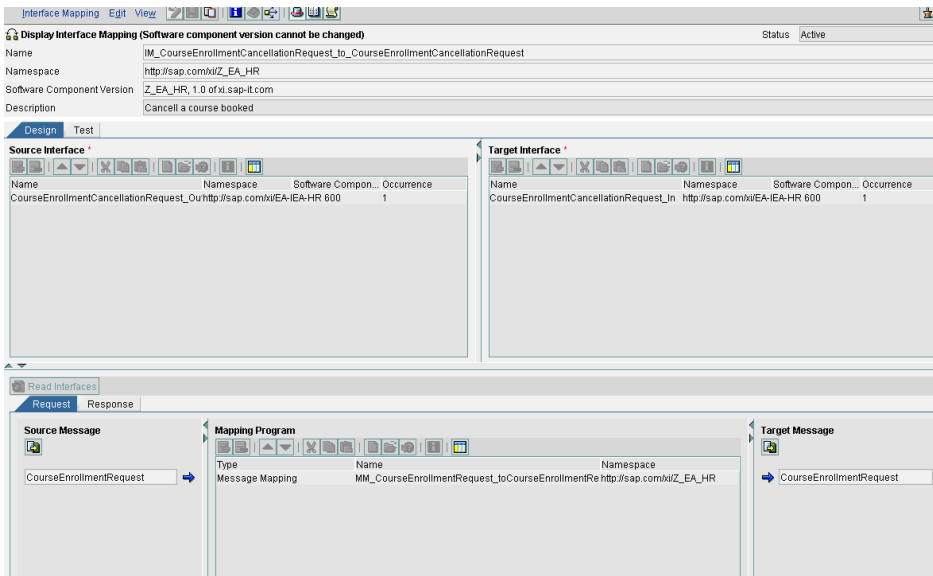 Interface Mapping Edit View
Display Interface Mapping (Software component version cannot be changed) Status Active
Name IM_CourseEnrollmentCancellationRequest_to_CourseEnrollmentCancellationRequest
Namespace http://sap.com/xi/Z_EA_HR
Software Component Version Z_EA_HR, 1.0 of xi.sap-it.com
Description Cancell a course booked
Design Test
Source Interface * Target Interface *
Name Namespace Software Compon... Occurrence Name Namespace Software Compon... Occurrence
CourseEnrollmentCancellationRequest_Ou http://sap.com/xi/EA-I EA-HR 600 1 CourseEnrollmentCancellationRequest_In http://sap.com/xi/EA-I EA-HR 600 1
Read Interfaces
Request Response
Source Message Mapping Program Target Message
Type Name Namespace
CourseEnrollmentRequest Message Mapping MM_CourseEnrollmentRequest_toCourseEnrollmentRe http://sap.com/xi/Z_EA_HR CourseEnrollmentRequest